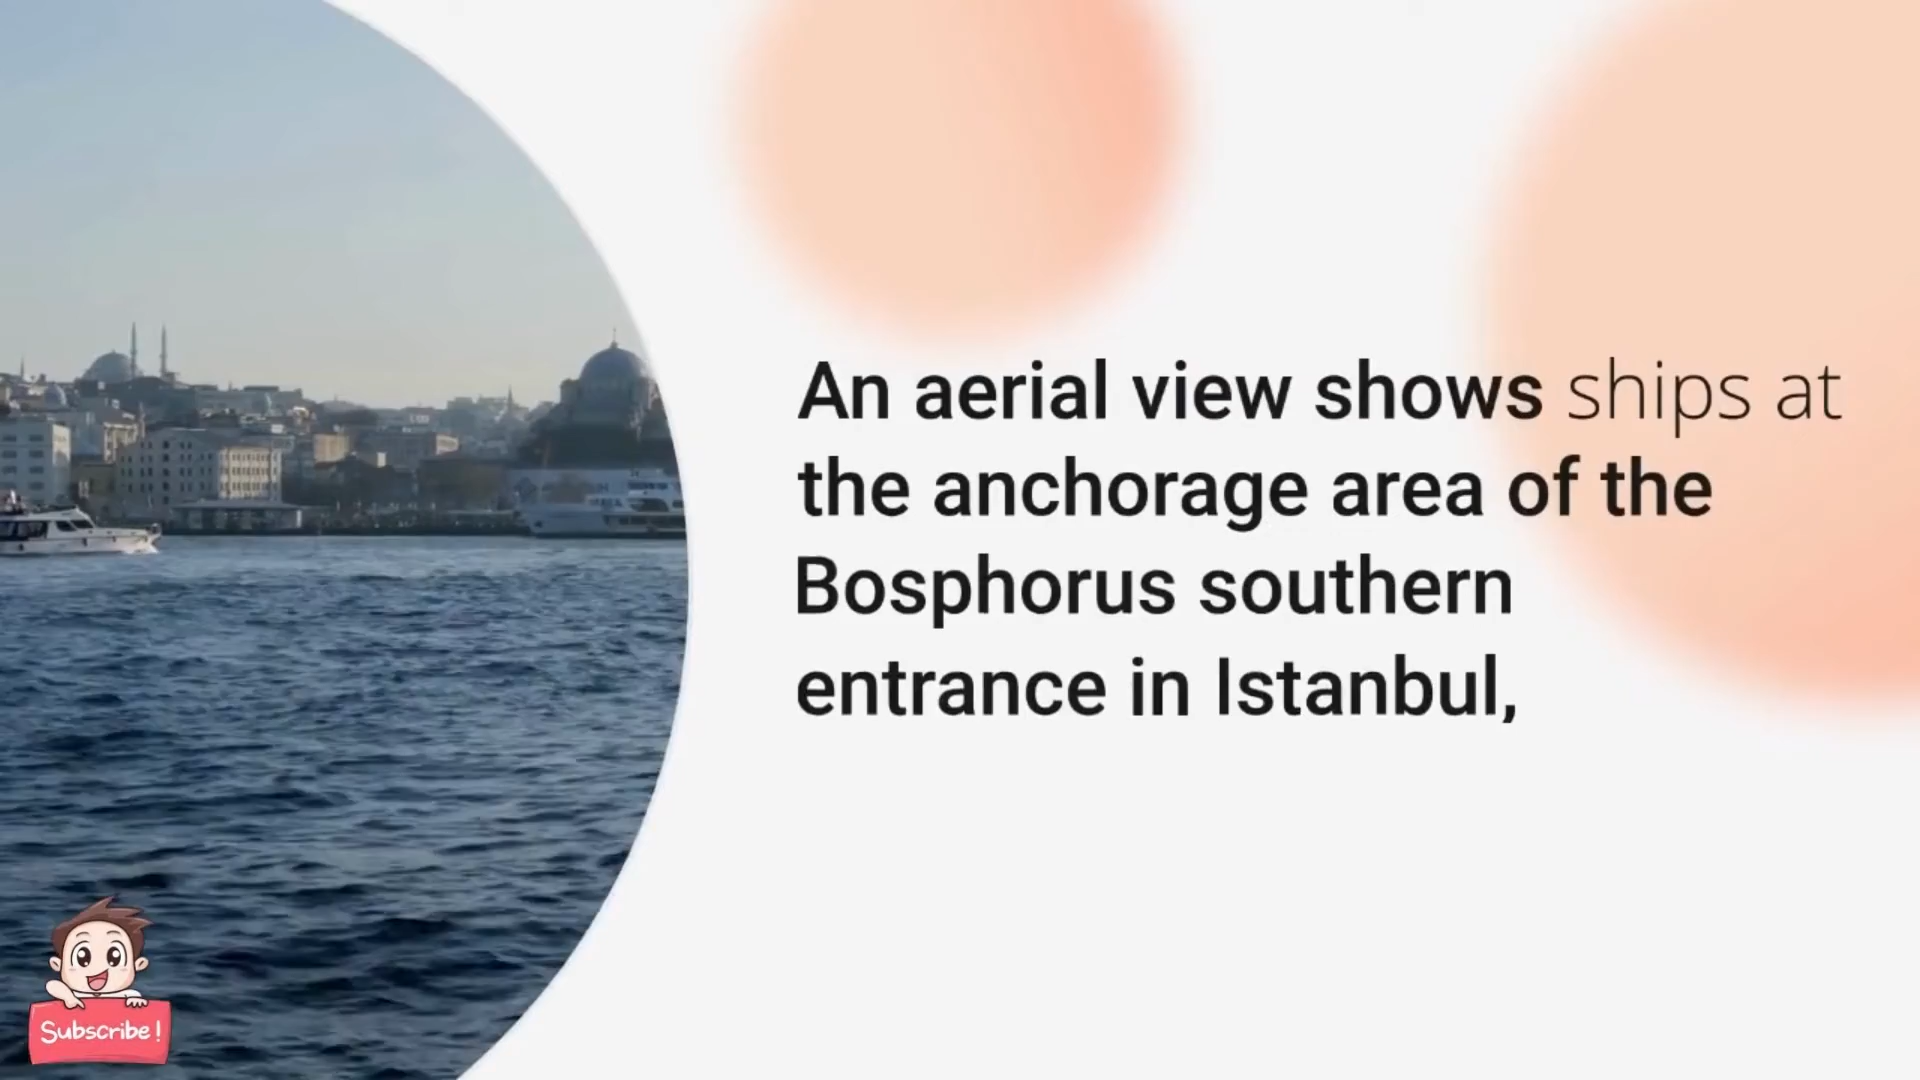 An aerial view shows ships at
the anchorage area of the
Bosphorus southern
entrance in Istanbul,
Subscribe!